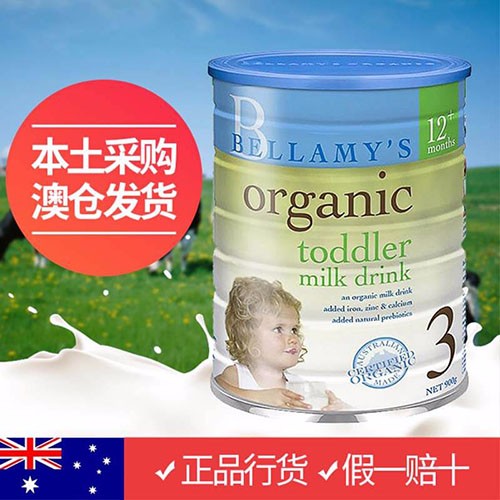 本土采购
澳仓发货
B
BELLAMY'S
12+
months
organic
toddler
milk drink
an organic milk drink
added iron, zinc & calcium
added natural prebiotics
AUSTRALIAN
CERTIFIED
ORGANIC
MADE
3
NET 900g
✓正品行货 ✓假一赔十